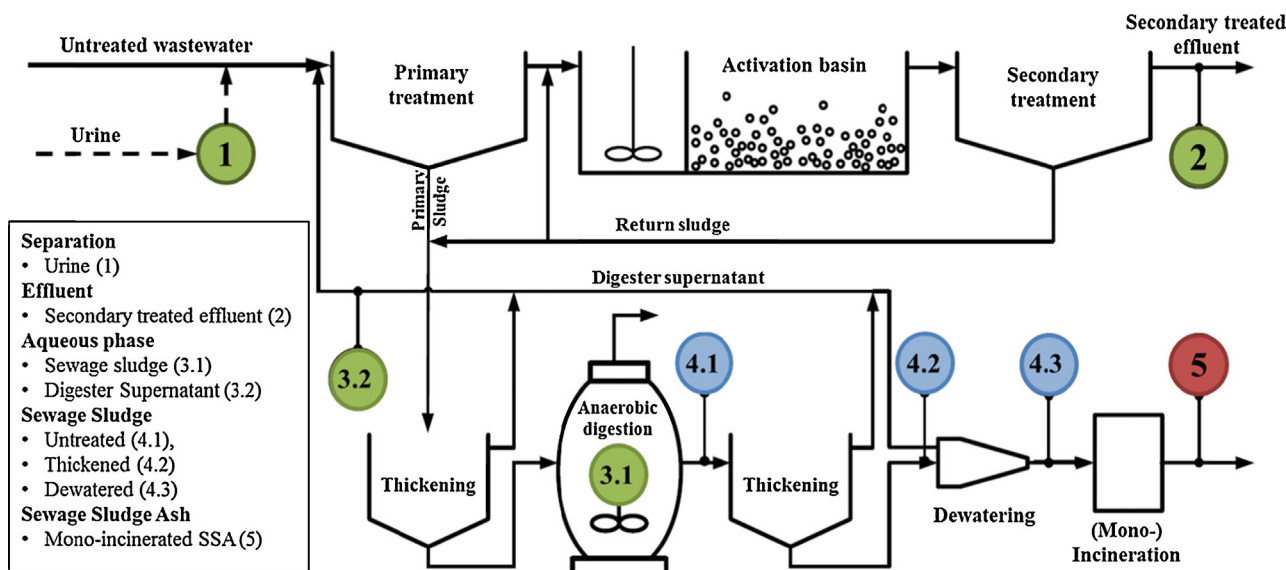 Untreated wastewater
Urine
1
Primary
treatment
Activation basin
Secondary
treatment
Secondary treated
effluent
2
Primary
Sludge
Return sludge
Digester supernatant
Separation
• Urine (1)
Effluent
• Secondary treated effluent (2)
Aqueous phase
• Sewage sludge (3.1)
• Digester Supernatant (3.2)
Sewage Sludge
• Untreated (4.1),
• Thickened (4.2)
• Dewatered (4.3)
Sewage Sludge Ash
• Mono-incinerated SSA (5)
3.2
Thickening
Anaerobic
digestion
3.1
4.1
Thickening
4.2
Dewatering
4.3
(Mono-)
Incineration
5